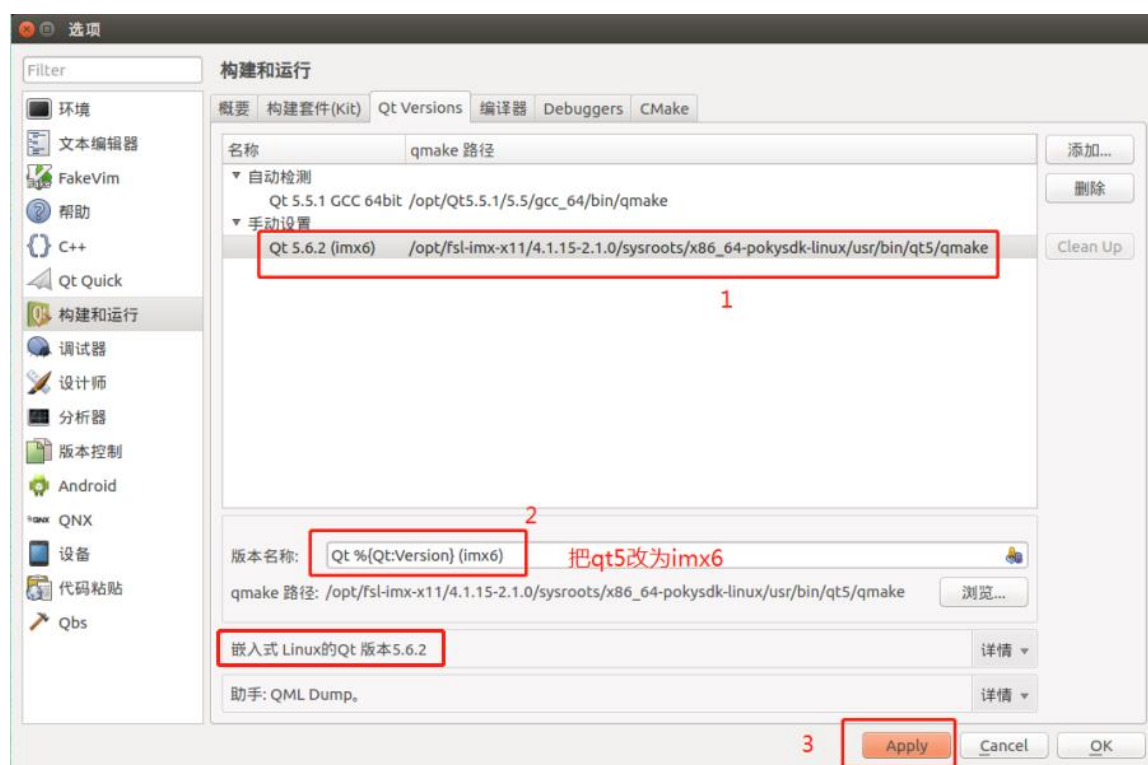 选项
Filter
构建和运行
环境
文本编辑器
FakeVim
帮助
C++
Qt Quick
构建和运行
调试器
设计师
分析器
版本控制
Android
QNX
设备
代码粘贴
Qbs
概要 构建套件(Kit) Qt Versions 编译器 Debuggers CMake
名称 qmake 路径
自动检测
Qt 5.5.1 GCC 64bit /opt/Qt5.5.1/5.5/gcc_64/bin/qmake
手动设置
Qt 5.6.2 (imx6) /opt/fsl-imx-x11/4.1.15-2.1.0/sysroots/x86_64-pokysdk-linux/usr/bin/qt5/qmake
1
添加...
删除
Clean Up
2
版本名称: Qt %{Qt:Version} (imx6) 把qt5改为imx6
qmake 路径: /opt/fsl-imx-x11/4.1.15-2.1.0/sysroots/x86_64-pokysdk-linux/usr/bin/qt5/qmake 浏览...
嵌入式 Linux的Qt 版本5.6.2 详情
助手: QML Dump。 详情
3 Apply Cancel OK